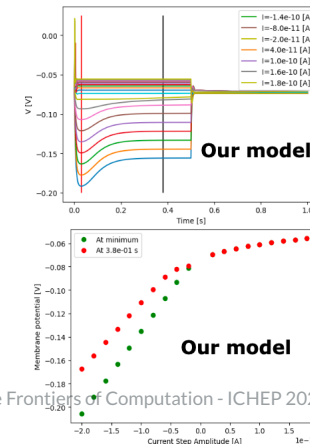 0.00
−0.05
−0.10
−0.15
−0.20
V [V]
I=-1.4e-10 [A]
I=-8.0e-11 [A]
I=-2.0e-11 [A]
I=4.0e-11 [A]
I=1.0e-10 [A]
I=1.6e-10 [A]
I=1.8e-10 [A]
Our model
0.0 0.2 0.4 0.6 0.8 1.0
Time [s]
At minimum
At 3.8e-01 s
−0.06
−0.08
−0.10
−0.12
−0.14
−0.16
−0.18
−0.20
Membrane potential [V]
Our model
e Frontiers of Computation - ICHEP 202
−2.0 −1.5 −1.0 −0.5 0.0 0.5 1.0 1.5
Current Step Amplitude [A] 1e−